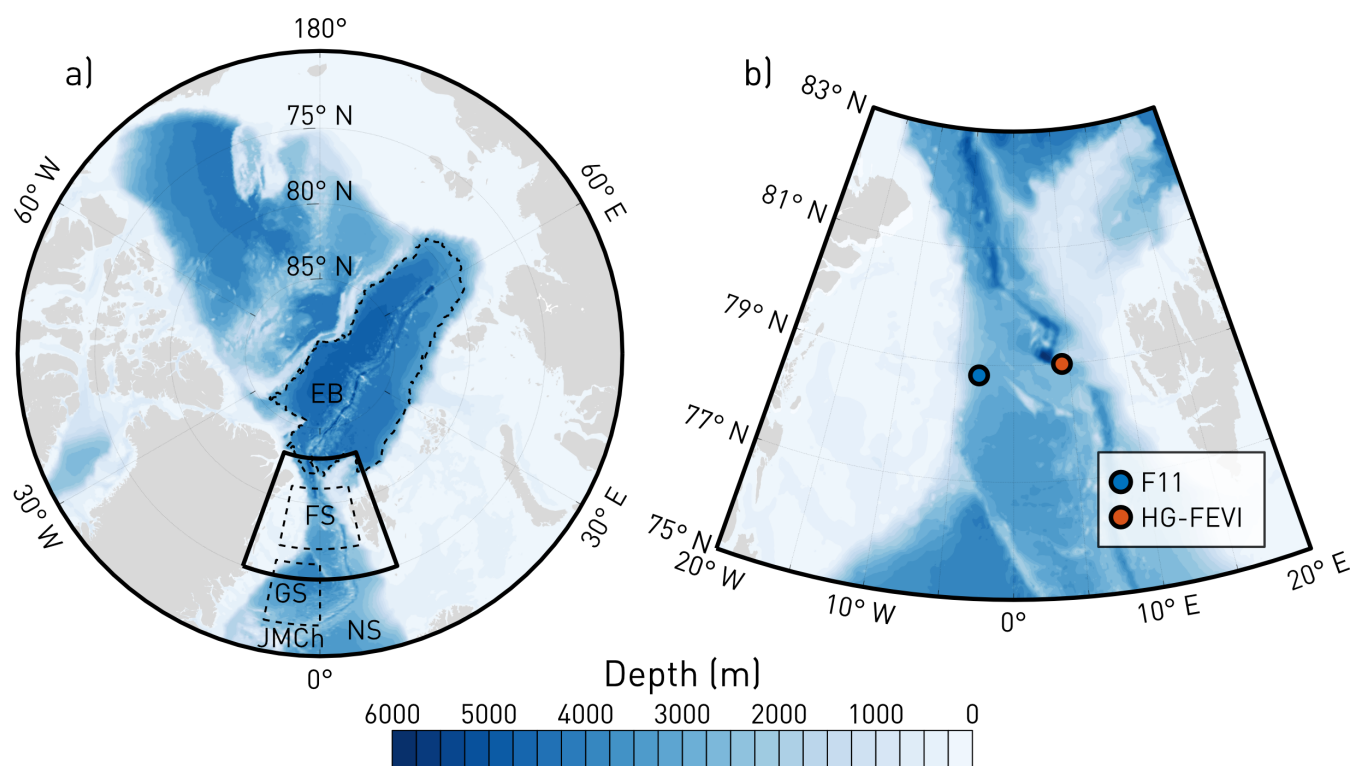 a)
180°
75° N
80° N
85° N
60° W
60° E
30° W
30° E
0°
EB
FS
GS
JMCh
NS
b)
83° N
81° N
79° N
77° N
75° N
20° W
10° W
0°
10° E
20° E
F11
HG-FEVI
Depth (m)
6000 5000 4000 3000 2000 1000 0